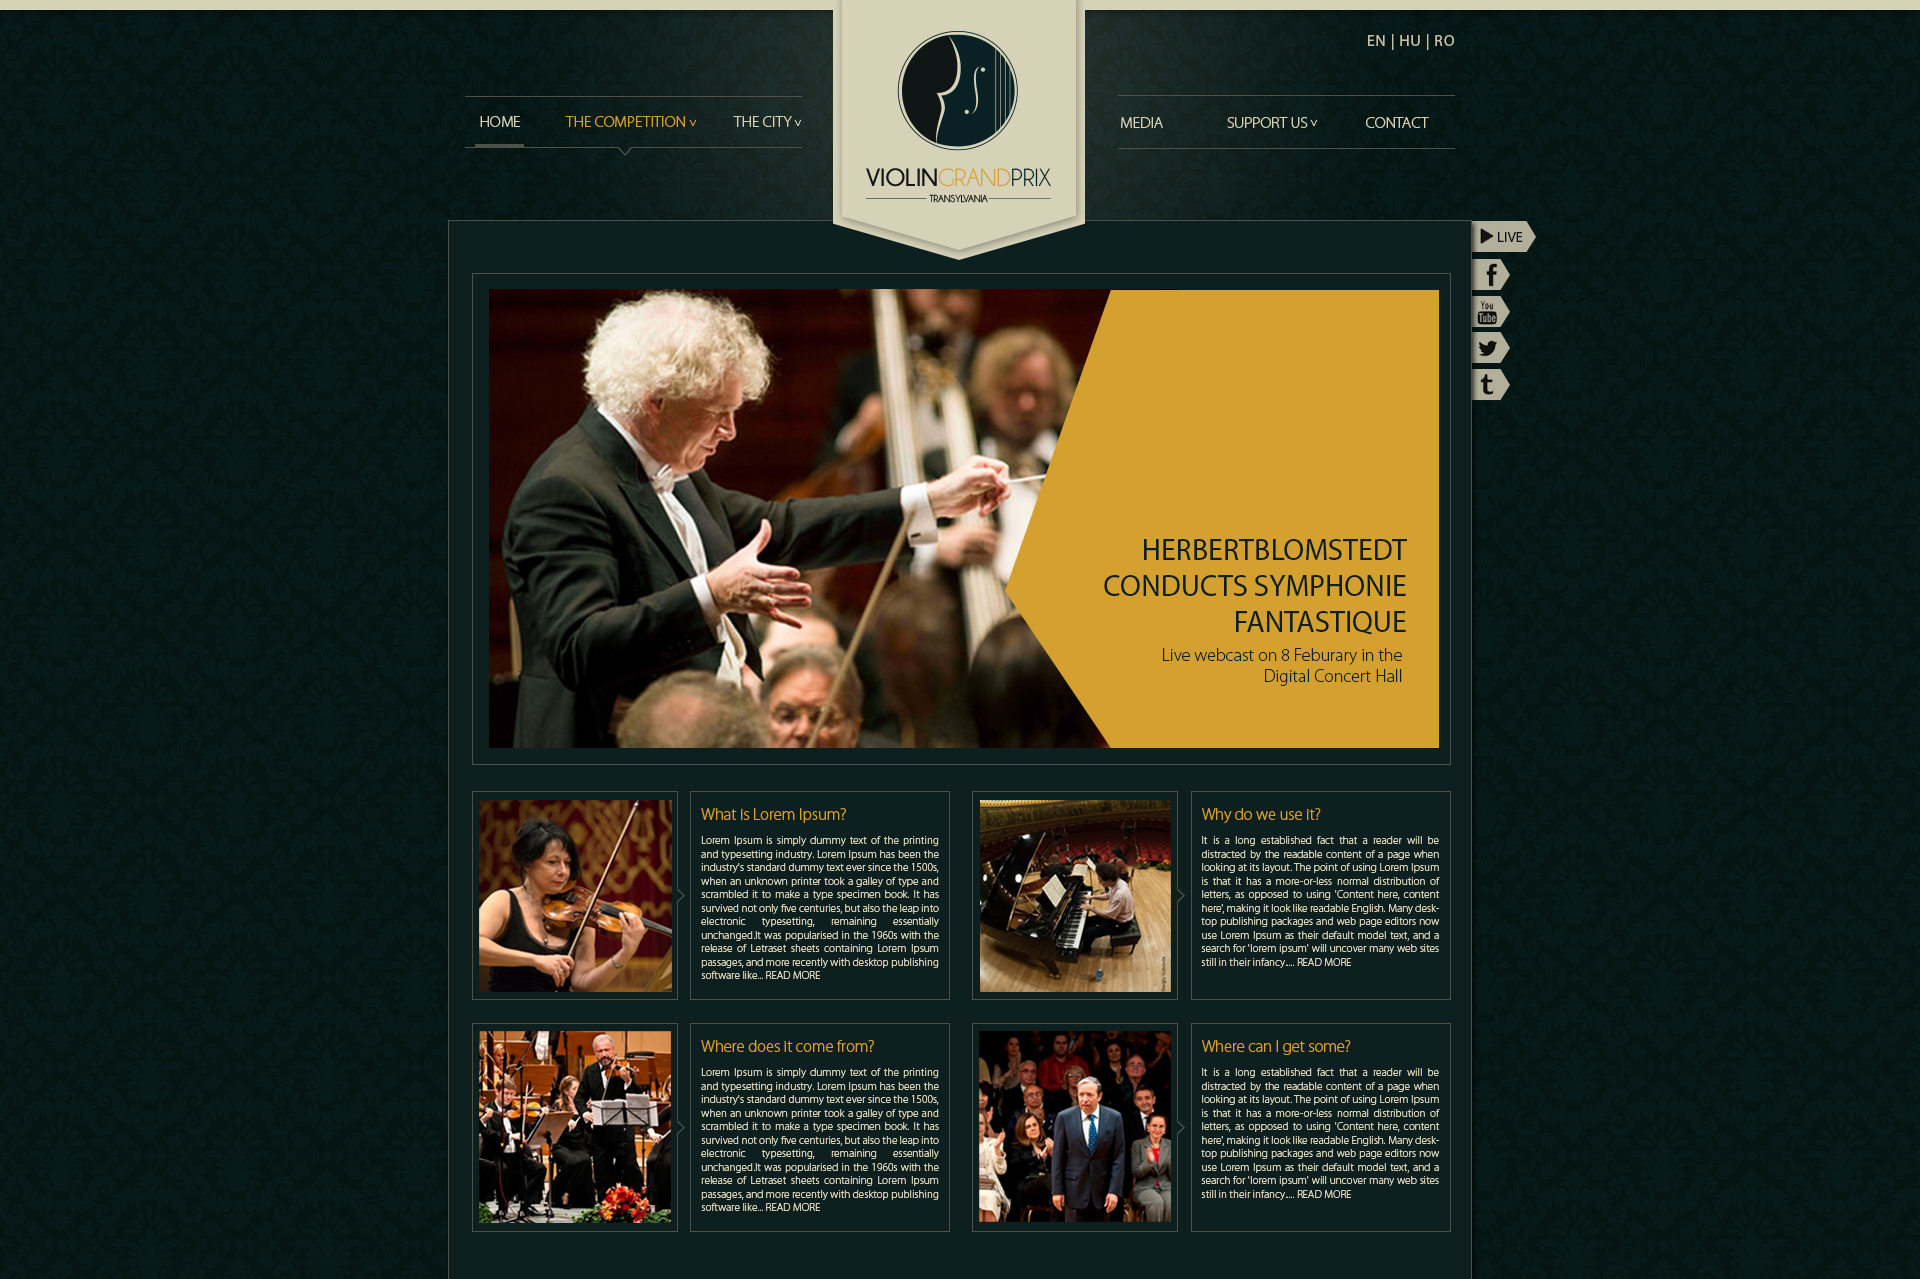 EN | HU | RO
HOME
THE COMPETITION v
THE CITY v
MEDIA
SUPPORT US v
CONTACT
VIOLINGRANDPRIX
TRANSYLVANIA
LIVE
f
You
Tube
t
HERBERTBLOMSTEDT
CONDUCTS SYMPHONIE
FANTASTIQUE
Live webcast on 8 Feburary in the
Digital Concert Hall
What is Lorem Ipsum?
Lorem Ipsum is simply dummy text of the printing
and typesetting industry. Lorem Ipsum has been the
industry's standard dummy text ever since the 1500s,
when an unknown printer took a galley of type and
scrambled it to make a type specimen book. It has
survived not only five centuries, but also the leap into
electronic typesetting, remaining essentially
unchanged.It was popularised in the 1960s with the
release of Letraset sheets containing Lorem Ipsum
passages, and more recently with desktop publishing
software like... READ MORE
Why do we use it?
It is a long established fact that a reader will be
distracted by the readable content of a page when
looking at its layout. The point of using Lorem Ipsum
is that it has a more-or-less normal distribution of
letters, as opposed to using 'Content here, content
here', making it look like readable English. Many desk-
top publishing packages and web page editors now
use Lorem Ipsum as their default model text, and a
search for 'lorem ipsum' will uncover many web sites
still in their infancy.... READ MORE
Where does it come from?
Lorem Ipsum is simply dummy text of the printing
and typesetting industry. Lorem Ipsum has been the
industry's standard dummy text ever since the 1500s,
when an unknown printer took a galley of type and
scrambled it to make a type specimen book. It has
survived not only five centuries, but also the leap into
electronic typesetting, remaining essentially
unchanged.It was popularised in the 1960s with the
release of Letraset sheets containing Lorem Ipsum
passages, and more recently with desktop publishing
software like... READ MORE
Where can I get some?
It is a long established fact that a reader will be
distracted by the readable content of a page when
looking at its layout. The point of using Lorem Ipsum
is that it has a more-or-less normal distribution of
letters, as opposed to using 'Content here, content
here', making it look like readable English. Many desk-
top publishing packages and web page editors now
use Lorem Ipsum as their default model text, and a
search for 'lorem ipsum' will uncover many web sites
still in their infancy.... READ MORE